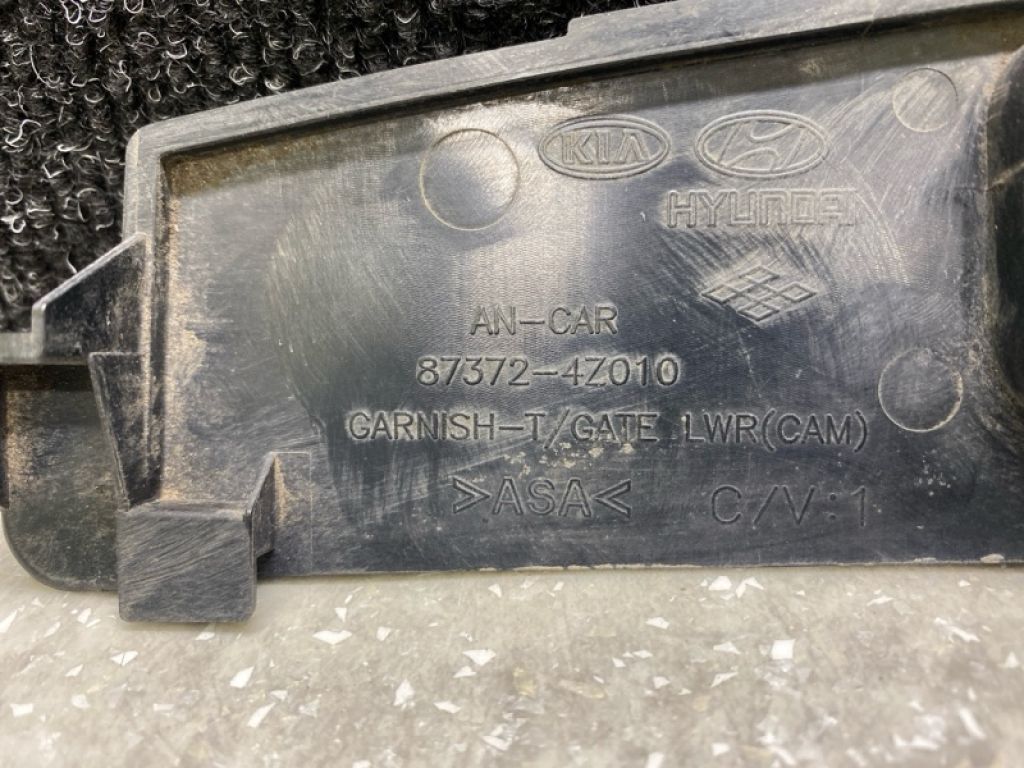 KIA
HYUNDAI
AN-CAR
87372-4Z010
GARNISH-T/GATE LWR(CAM)
>ASA< C/V:1